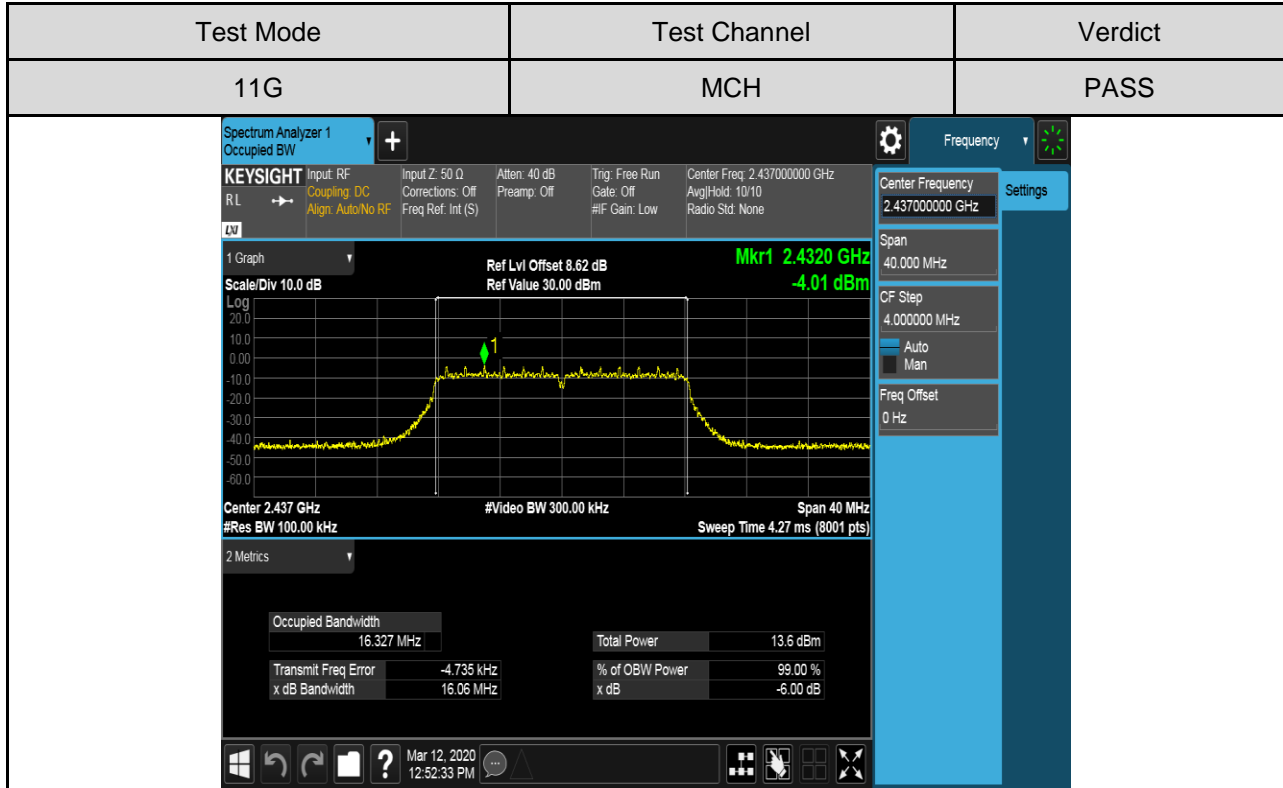 Test Mode Test Channel Verdict
11G MCH PASS
Spectrum Analyzer 1
Occupied BW
+
Frequency
KEYSIGHT Input: RF Input Z: 50 Ω Atten: 40 dB Trig: Free Run Center Freq: 2.437000000 GHz
RL Coupling: DC Corrections: Off Preamp: Off Gate: Off Avg|Hold: 10/10
Align: Auto/No RF Freq Ref: Int (S) #IF Gain: Low Radio Std: None
LXI
Center Frequency
2.437000000 GHz
Settings
Span
40.000 MHz
CF Step
4.000000 MHz
Auto
Man
Freq Offset
0 Hz
1 Graph
Ref Lvl Offset 8.62 dB
Mkr1 2.4320 GHz
Scale/Div 10.0 dB
Ref Value 30.00 dBm
-4.01 dBm
Log
20.0
10.0
1
0.00
-10.0
-20.0
-30.0
-40.0
-50.0
-60.0
Center 2.437 GHz #Video BW 300.00 kHz Span 40 MHz
#Res BW 100.00 kHz Sweep Time 4.27 ms (8001 pts)
2 Metrics
Occupied Bandwidth
16.327 MHz
Total Power 13.6 dBm
Transmit Freq Error -4.735 kHz
% of OBW Power 99.00 %
x dB Bandwidth 16.06 MHz
x dB -6.00 dB
?
Mar 12, 2020
12:52:33 PM